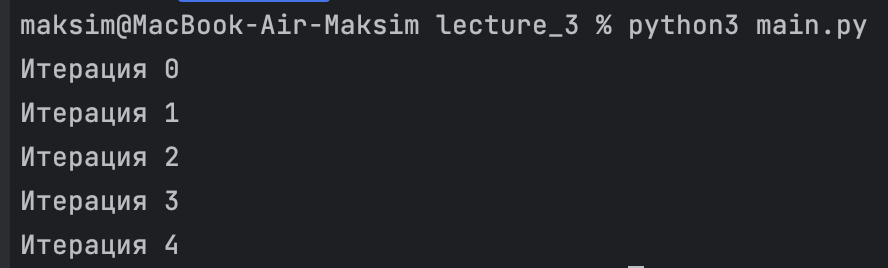 maksim@MacBook-Air-Maksim lecture_3 % python3 main.py
Итерация 0
Итерация 1
Итерация 2
Итерация 3
Итерация 4